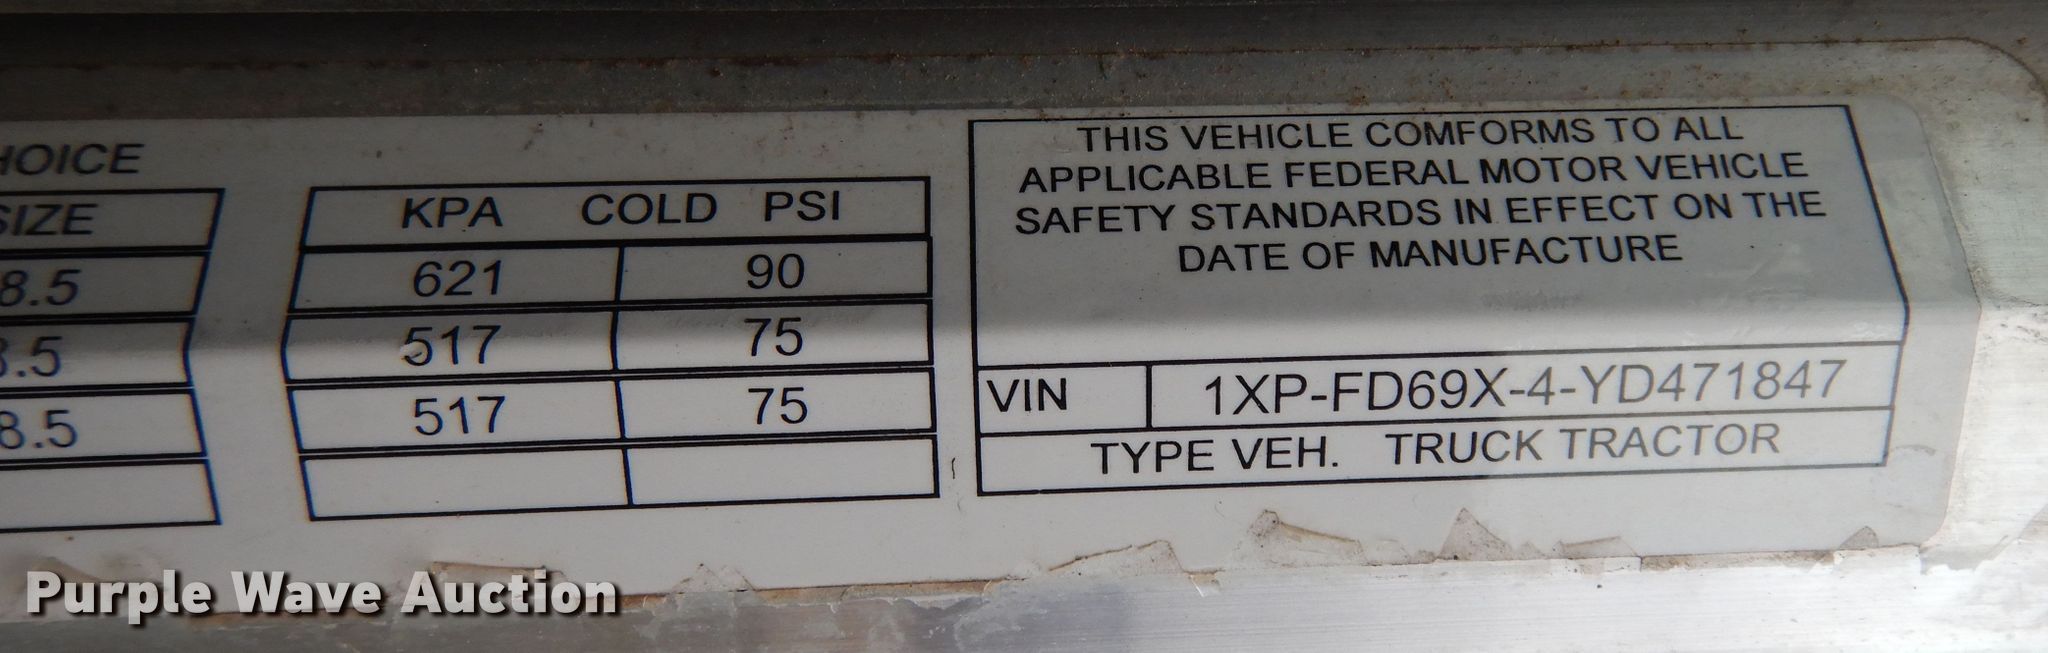 HOICE
SIZE
8.5
8.5
8.5
KPA COLD PSI
621 90
517 75
517 75
THIS VEHICLE COMFORMS TO ALL
APPLICABLE FEDERAL MOTOR VEHICLE
SAFETY STANDARDS IN EFFECT ON THE
DATE OF MANUFACTURE
VIN 1XP-FD69X-4-YD471847
TYPE VEH. TRUCK TRACTOR
Purple Wave Auction